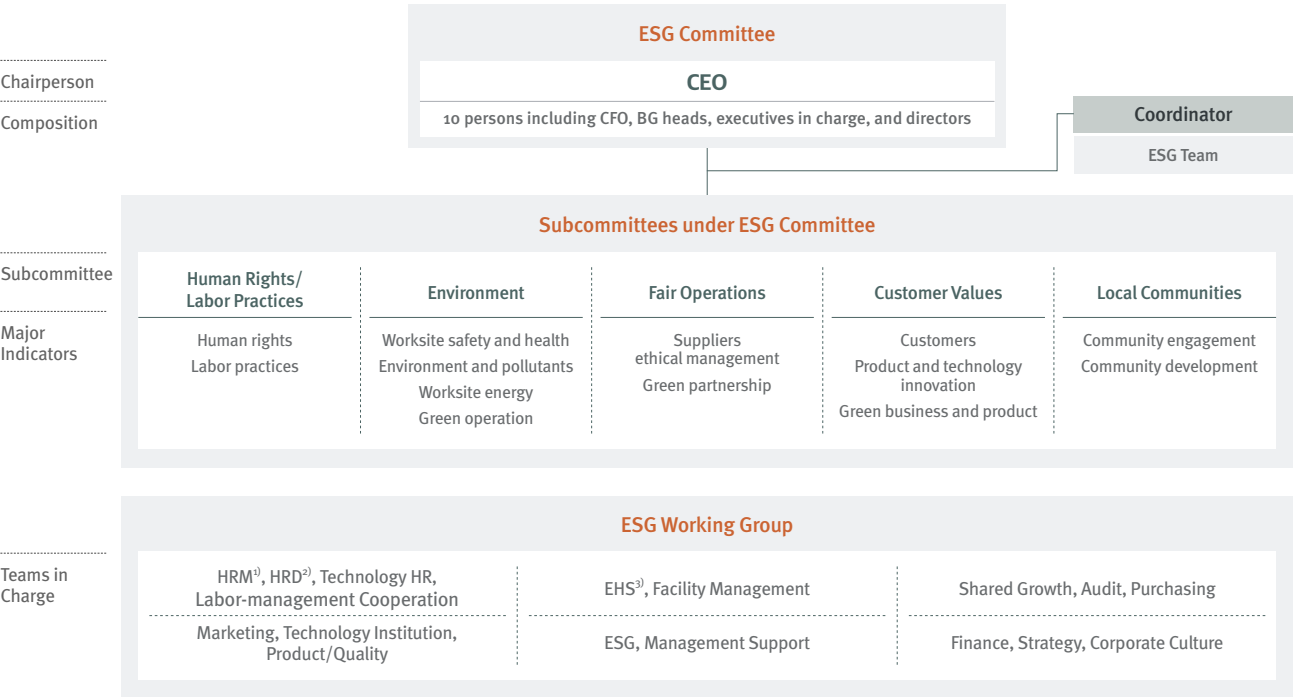 ESG Committee
Chairperson
CEO
Composition
10 persons including CFO, BG heads, executives in charge, and directors
Coordinator
ESG Team
Subcommittees under ESG Committee
Subcommittee
Human Rights/
Labor Practices
Environment
Fair Operations
Customer Values
Local Communities
Major
Indicators
Human rights
Labor practices
Worksite safety and health
Environment and pollutants
Worksite energy
Green operation
Suppliers
ethical management
Green partnership
Customers
Product and technology
innovation
Green business and product
Community engagement
Community development
ESG Working Group
Teams in
Charge
HRM¹⁾, HRD²⁾, Technology HR,
Labor-management Cooperation
EHS³⁾, Facility Management
Shared Growth, Audit, Purchasing
Marketing, Technology Institution,
Product/Quality
ESG, Management Support
Finance, Strategy, Corporate Culture